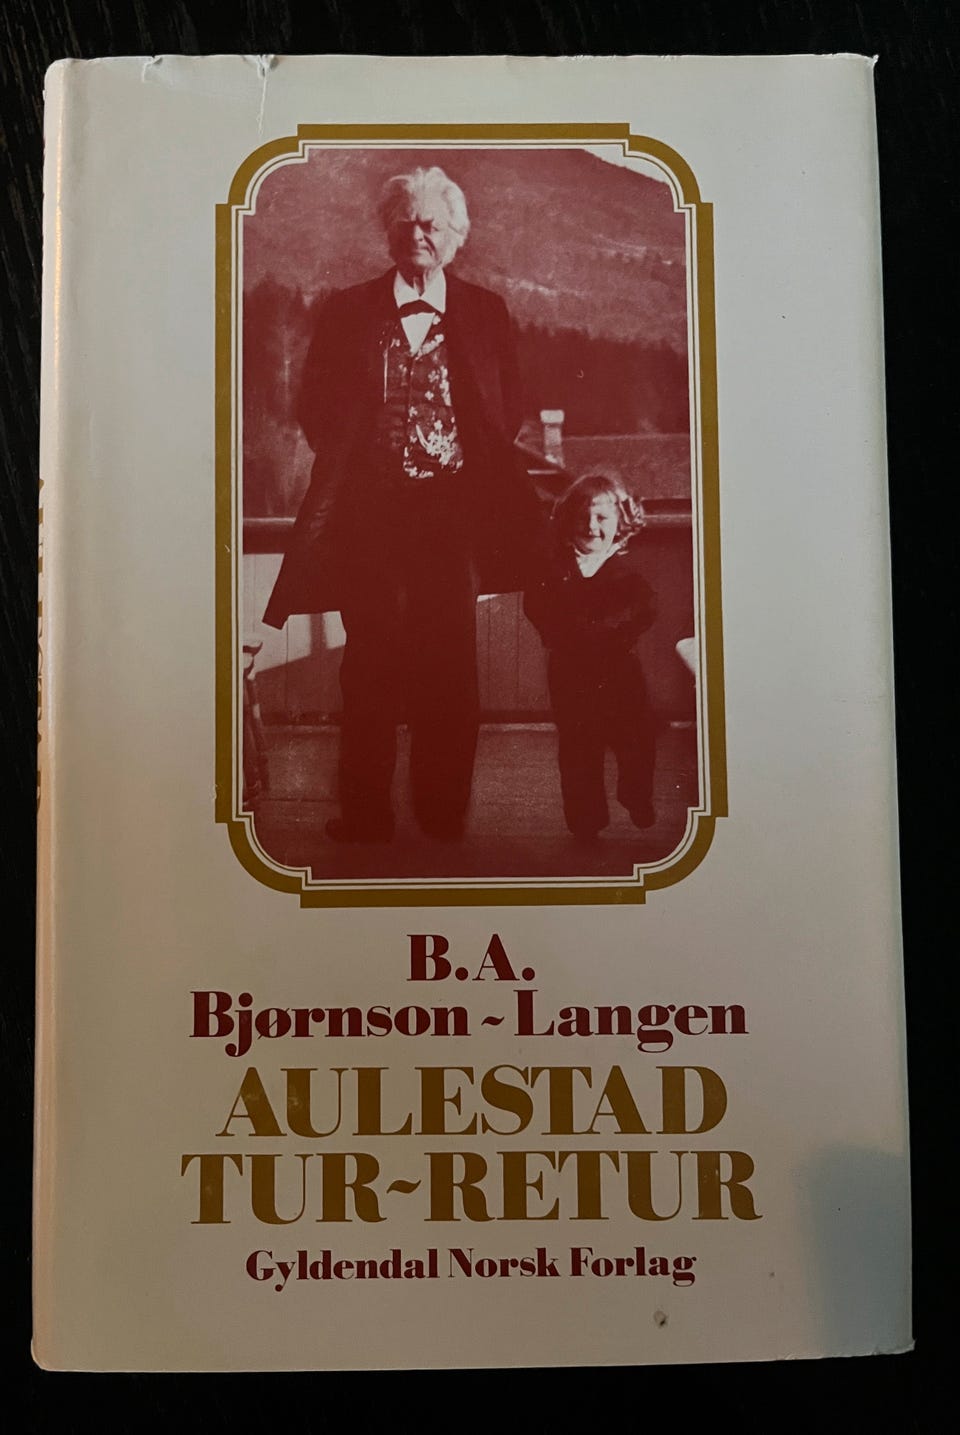 B.A.
Bjørnson~Langen
AULESTAD
TUR~RETUR
Gyldendal Norsk Forlag